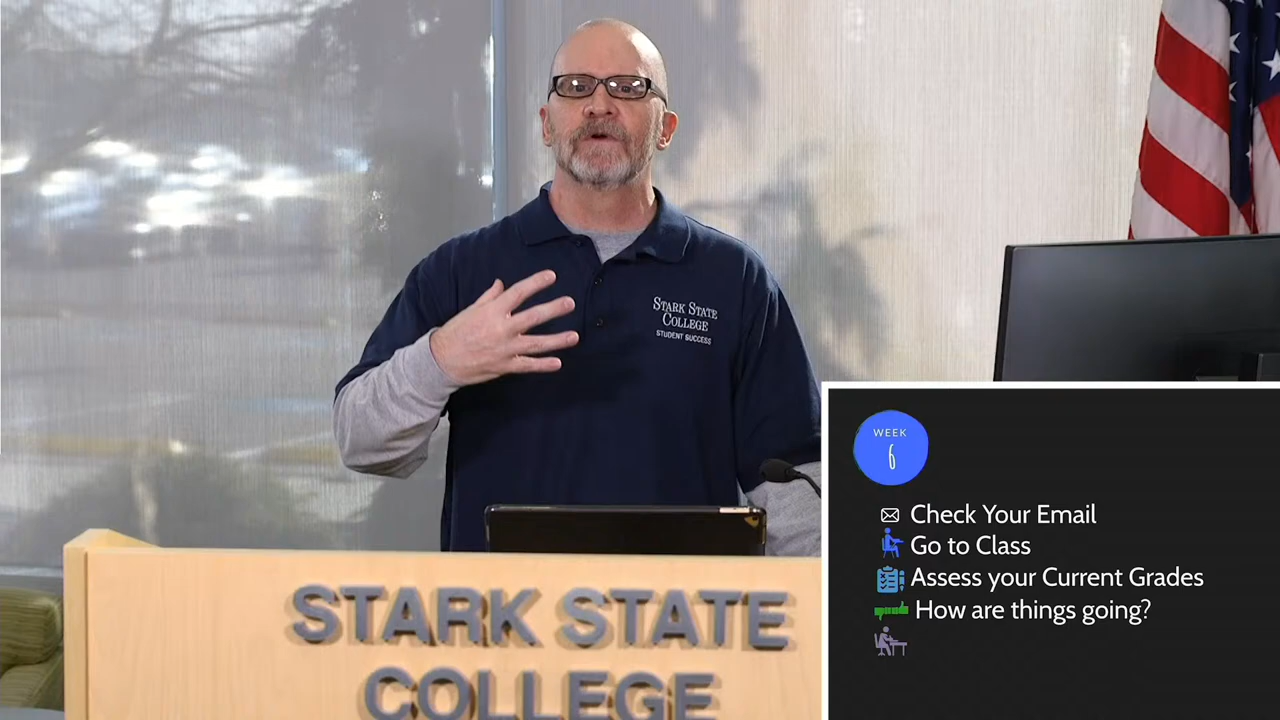 STARK STATE
COLLEGE
STUDENT SUCCESS
STARK STATE
COLLEGE
WEEK
6
Check Your Email
Go to Class
Assess your Current Grades
How are things going?